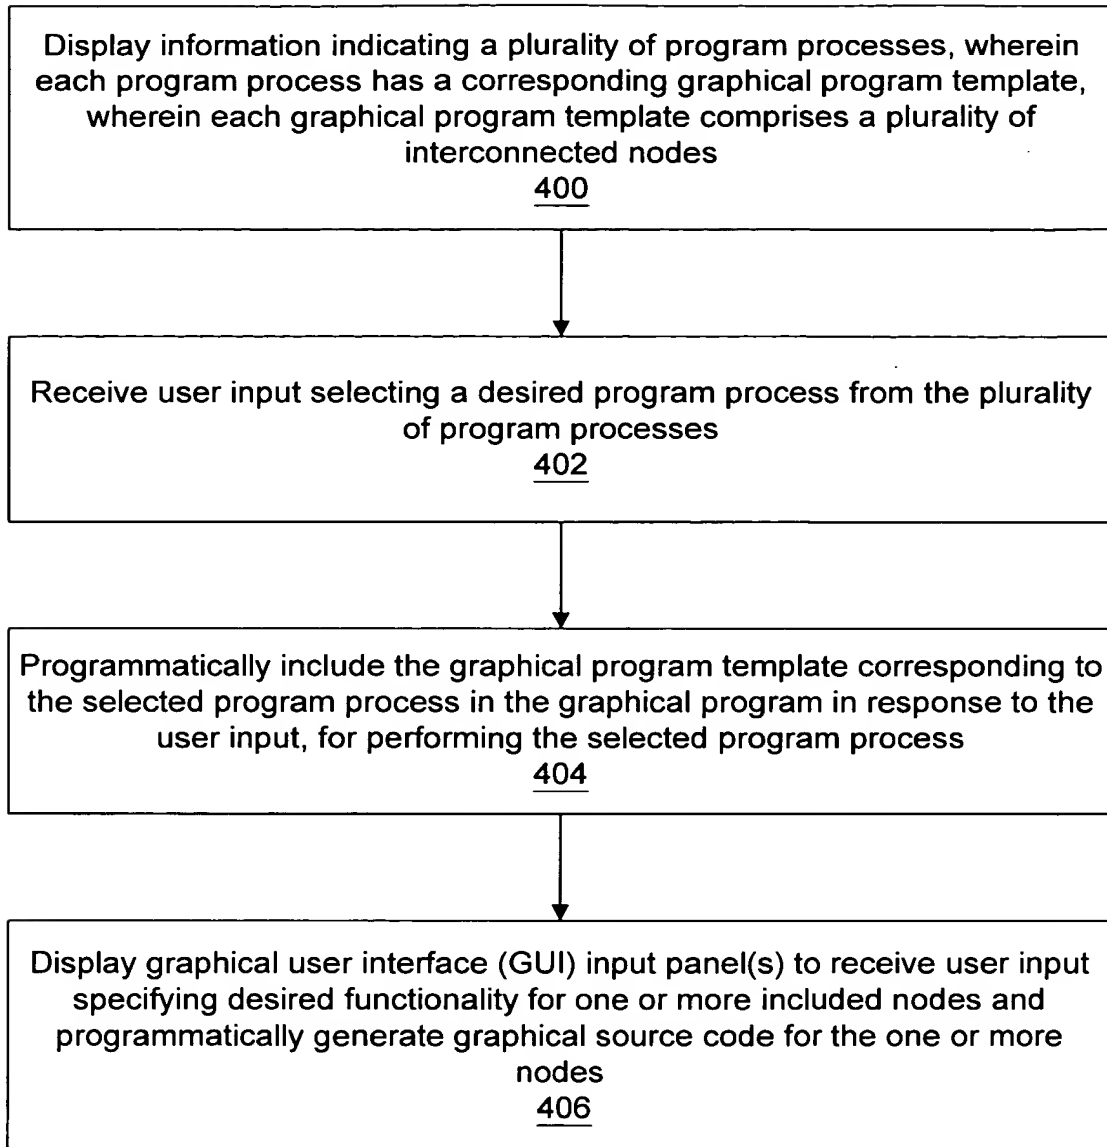 Display information indicating a plurality of program processes, wherein
each program process has a corresponding graphical program template,
wherein each graphical program template comprises a plurality of
interconnected nodes
400
Receive user input selecting a desired program process from the plurality
of program processes
402
Programmatically include the graphical program template corresponding to
the selected program process in the graphical program in response to the
user input, for performing the selected program process
404
Display graphical user interface (GUI) input panel(s) to receive user input
specifying desired functionality for one or more included nodes and
programmatically generate graphical source code for the one or more
nodes
406